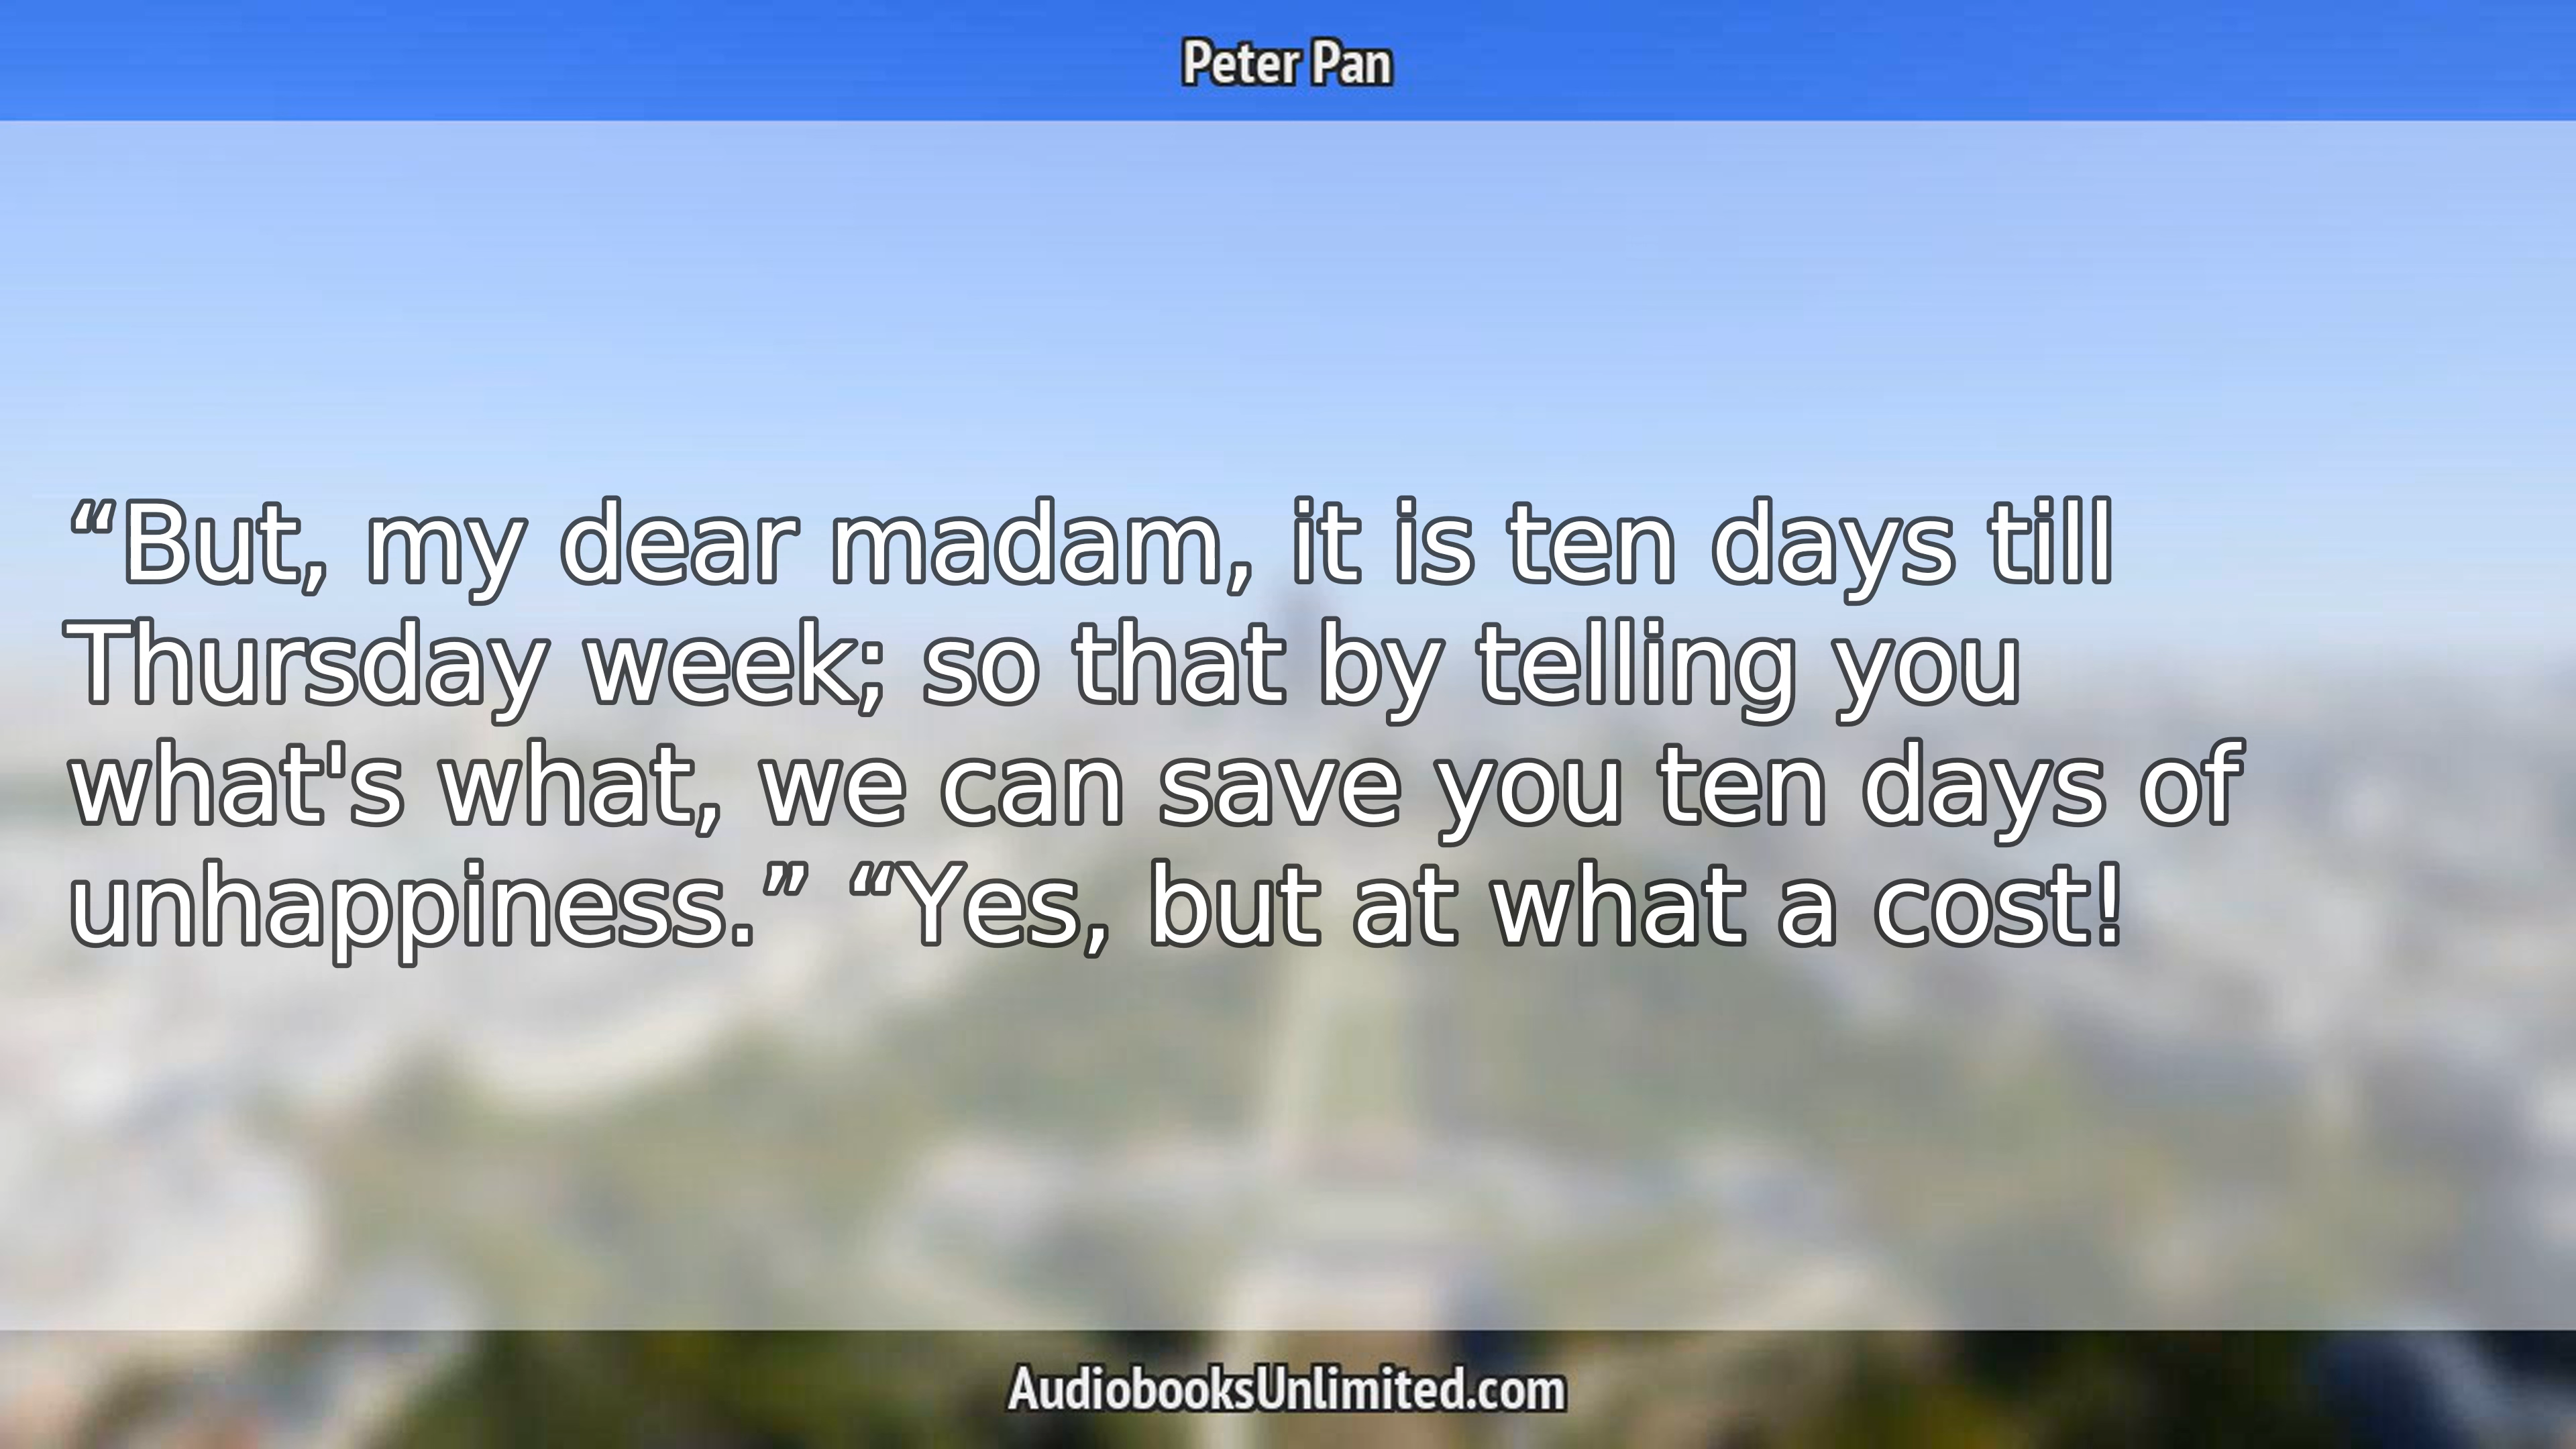 Peter Pan
“But, my dear madam, it is ten days till
Thursday week; so that by telling you
what's what, we can save you ten days of
unhappiness.” “Yes, but at what a cost!
AudiobooksUnlimited.com